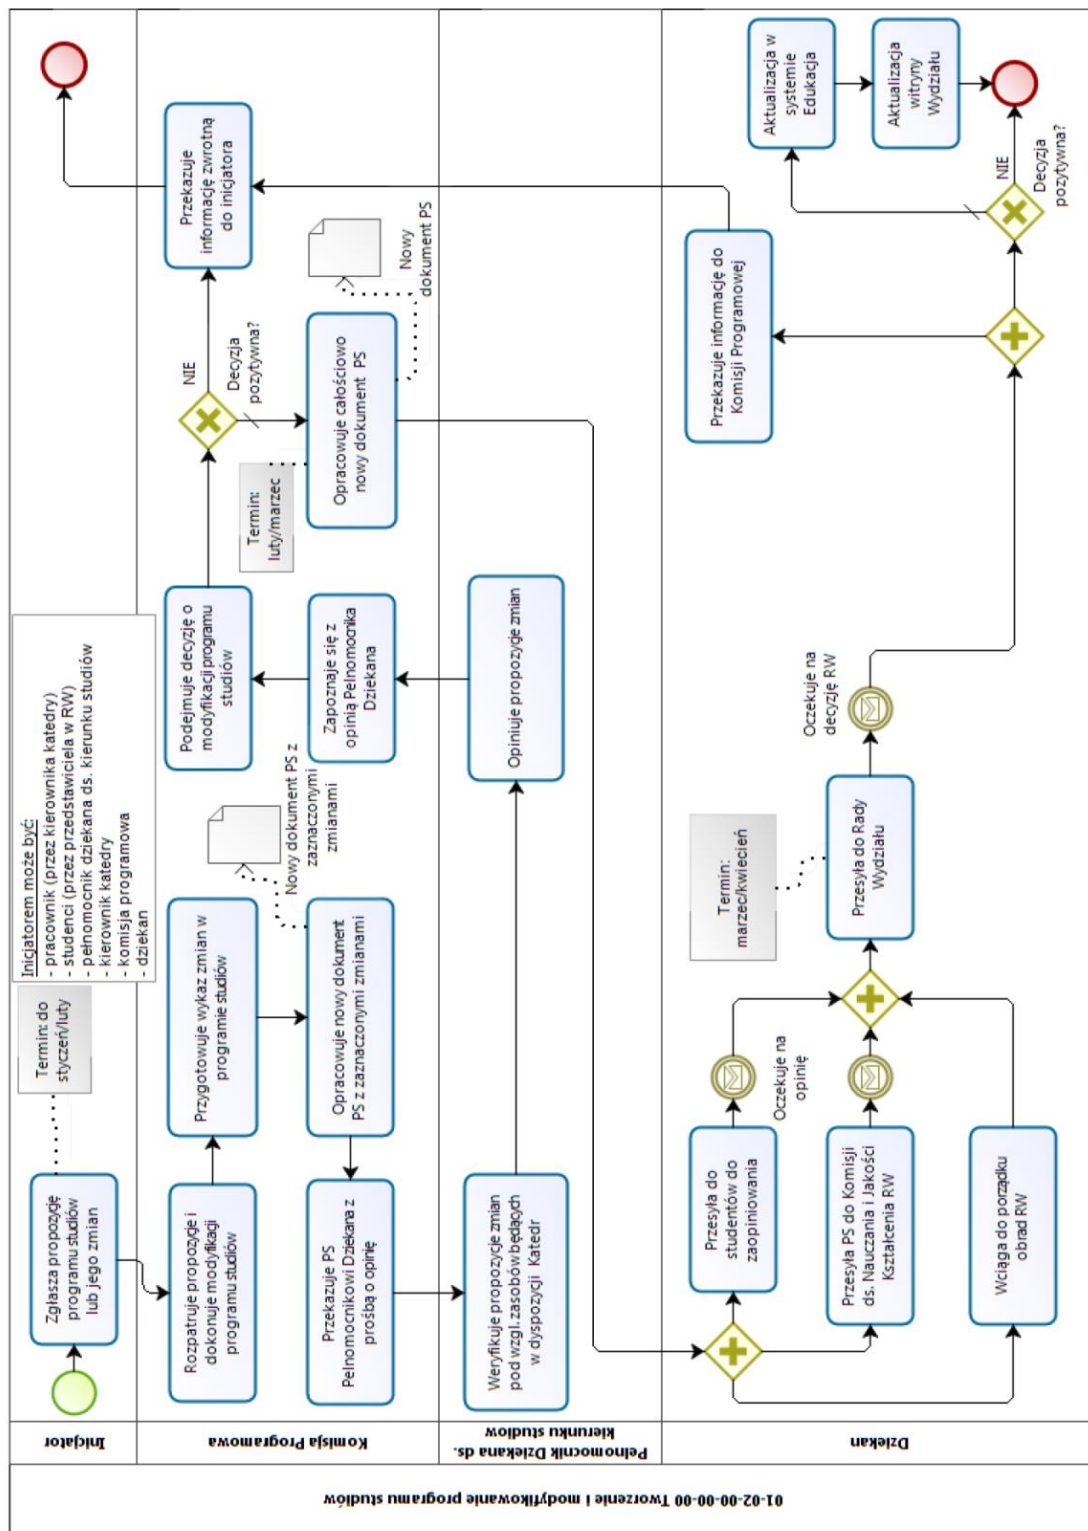 01-02-00-00-00 Tworzenie i modyfikowanie programu studiów
Inicjator
Zgłasza propozycję
programu studiów
lub jego zmian
Termin: do
styczeń/luty
Inicjatorem może być:
- pracownik (przez kierownika katedry)
- studenci (przez przedstawiciela w RW)
- pełnomocnik dziekana ds. kierunku studiów
- kierownik katedry
- komisja programowa
- dziekan
Komisja Programowa
Rozpatruje propozycje i
dokonuje modyfikacji
programu studiów
Przygotowuje wykaz zmian w
programie studiów
Opracowuje nowy dokument
PS z zaznaczonymi zmianami
Nowy dokument PS z
zaznaczonymi
zmianami
Przekazuje PS
Pełnomocnikowi Dziekana z
prośbą o opinię
Podejmuje decyzję o
modyfikacji programu
studiów
Zapoznaje się z
opinią Pełnomocnika
Dziekana
NIE
Decyzja
pozytywna?
Termin:
luty/marzec
Opracowuje całościowo
nowy dokument PS
Nowy
dokument PS
Przekazuje
informację zwrotną
do inicjatora
Pełnomocnik Dziekana ds.
kierunku studiów
Weryfikuje propozycje zmian
pod wzgl. zasobów będących
w dyspozycji Katedr
Opiniuje propozycje zmian
Dziekan
Przesyła do
studentów do
zaopiniowania
Oczekuje na
opinię
Przesyła PS do Komisji
ds. Nauczania i Jakości
Kształcenia RW
Wciąga do porządku
obrad RW
Termin:
marzec/kwiecień
Przesyła do Rady
Wydziału
Oczekuje na
decyzję RW
Przekazuje informację do
Komisji Programowej
NIE
Decyzja
pozytywna?
Aktualizacja w
systemie
Edukacja
Aktualizacja
witryny
Wydziału